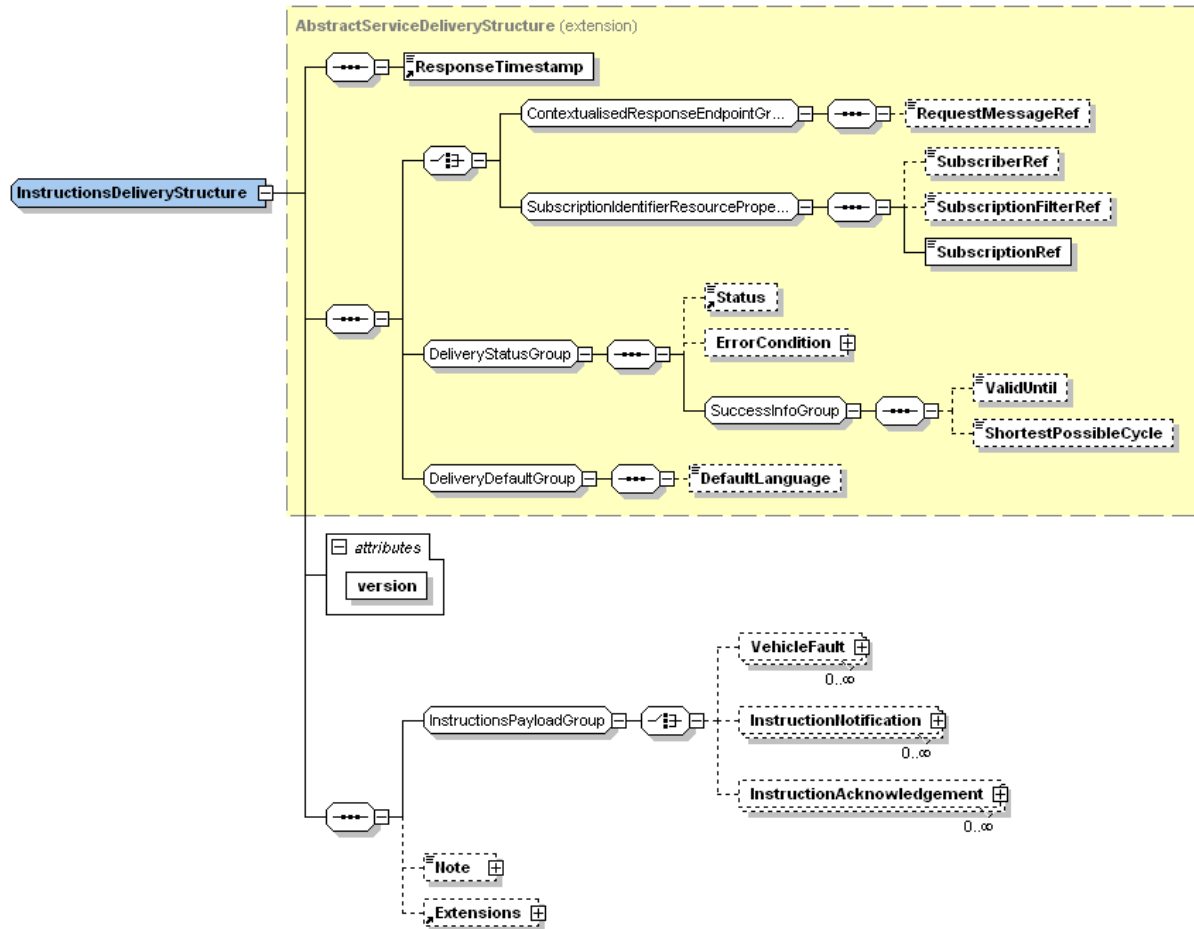 AbstractServiceDeliveryStructure (extension)
ResponseTimestamp
ContextualisedResponseEndpointGr...
RequestMessageRef
SubscriberRef
InstructionsDeliveryStructure
SubscriptionIdentifierResourcePrope...
SubscriptionFilterRef
SubscriptionRef
Status
ErrorCondition
DeliveryStatusGroup
ValidUntil
SuccessInfoGroup
ShortestPossibleCycle
DeliveryDefaultGroup
DefaultLanguage
attributes
version
VehicleFault
0..∞
InstructionsPayloadGroup
InstructionNotification
0..∞
InstructionAcknowledgement
0..∞
Note
Extensions